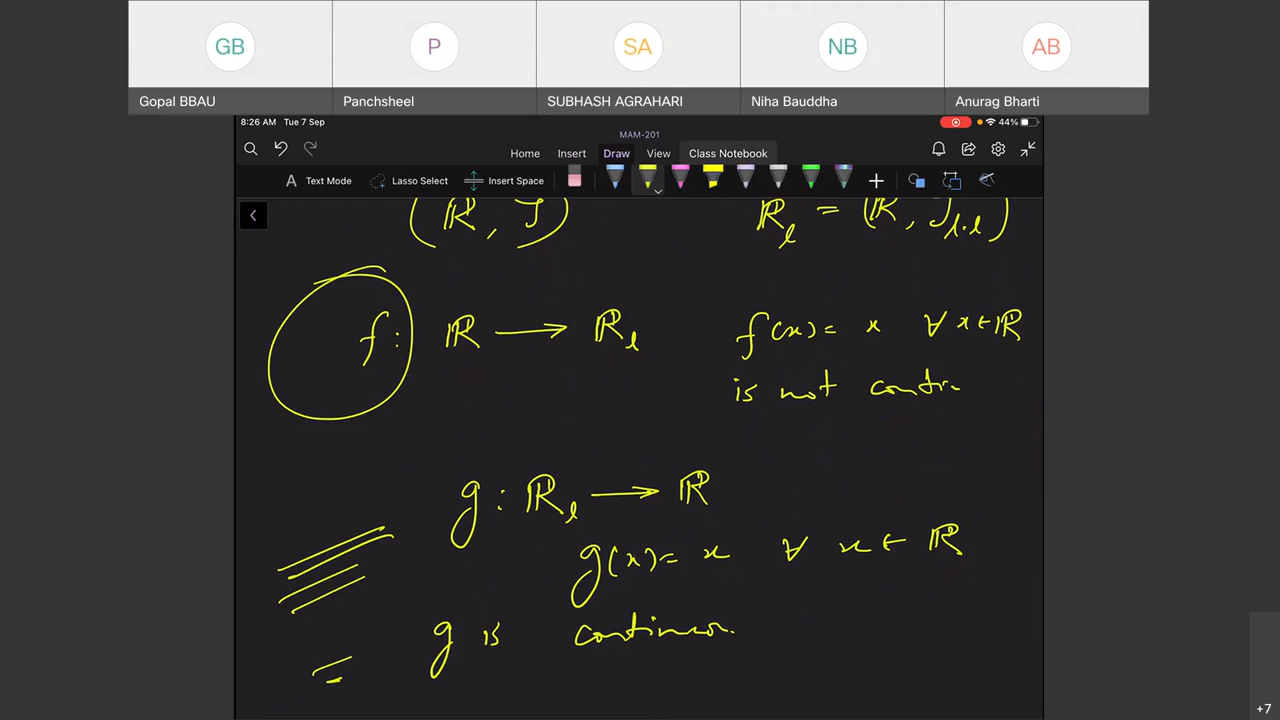 GB P SA NB AB
Gopal BBAU Panchsheel SUBHASH AGRAHARI Niha Bauddha Anurag Bharti
8:26 AM Tue 7 Sep 44%
MAM-201
Home Insert Draw View Class Notebook
A Text Mode Lasso Select Insert Space
(ℝ, J) ℝ_l = (ℝ, J_l.l)
f: ℝ → ℝ_l f(x) = x ∀ x ∈ ℝ
is not contin
g: ℝ_l → ℝ
g(x) = x ∀ x ∈ ℝ
g is continuou.
+7